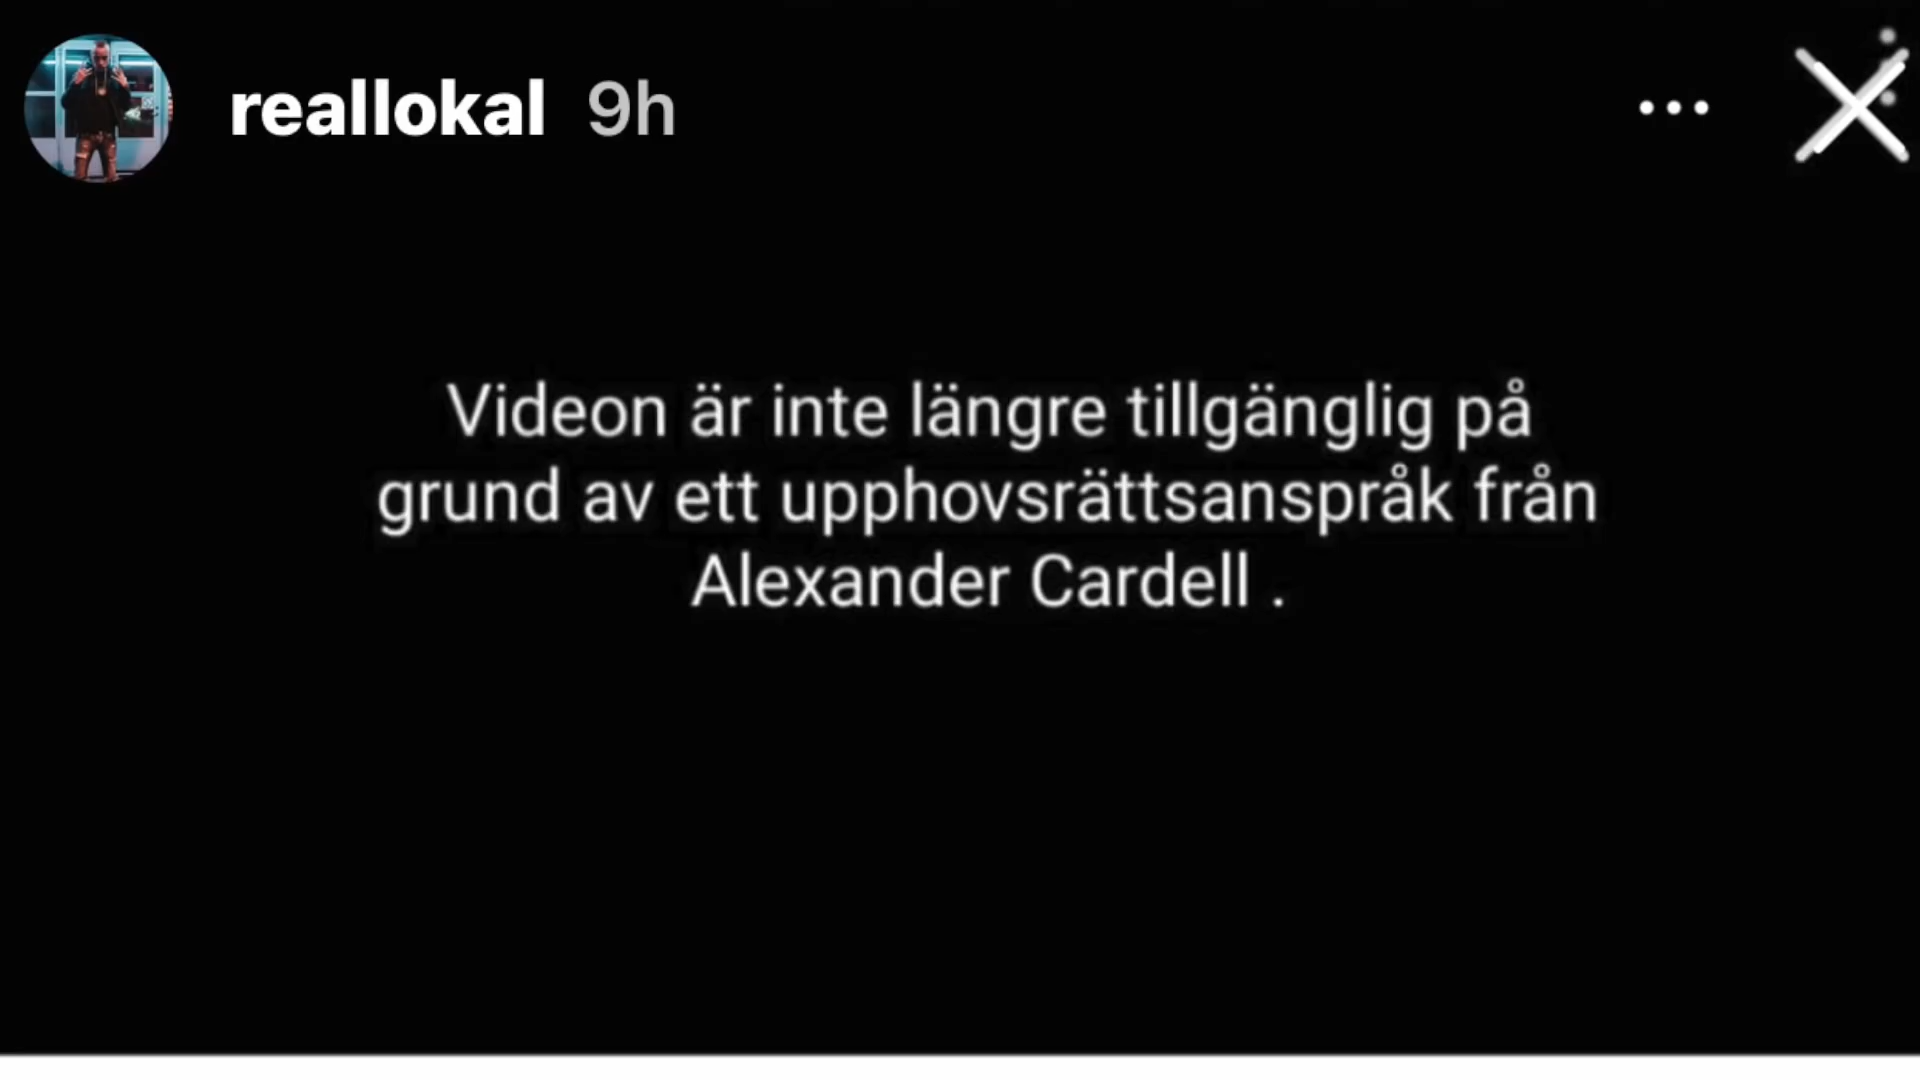 reallokal 9h
Videon är inte längre tillgänglig på
grund av ett upphovsrättsanspråk från
Alexander Cardell .